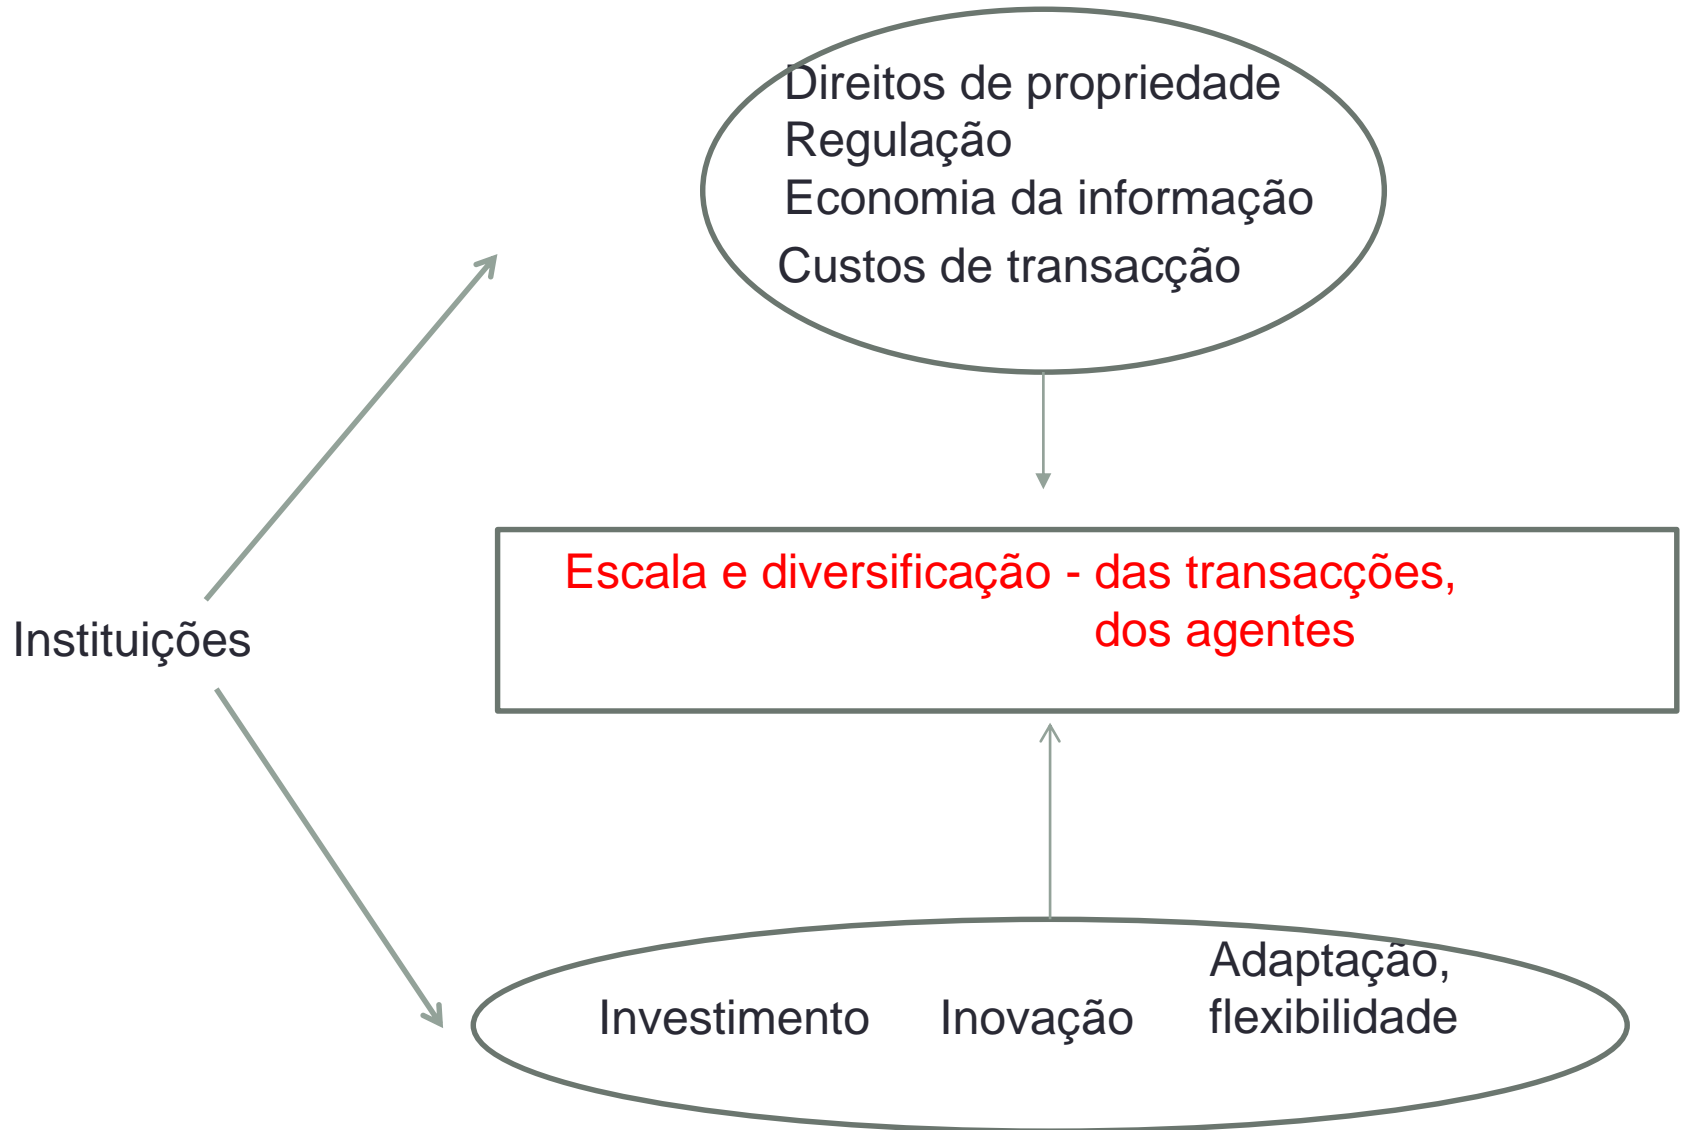 Direitos de propriedade
Regulação
Economia da informação
Custos de transacção
Escala e diversificação - das transacções,
dos agentes
Instituições
Adaptação,
flexibilidade
Investimento
Inovação